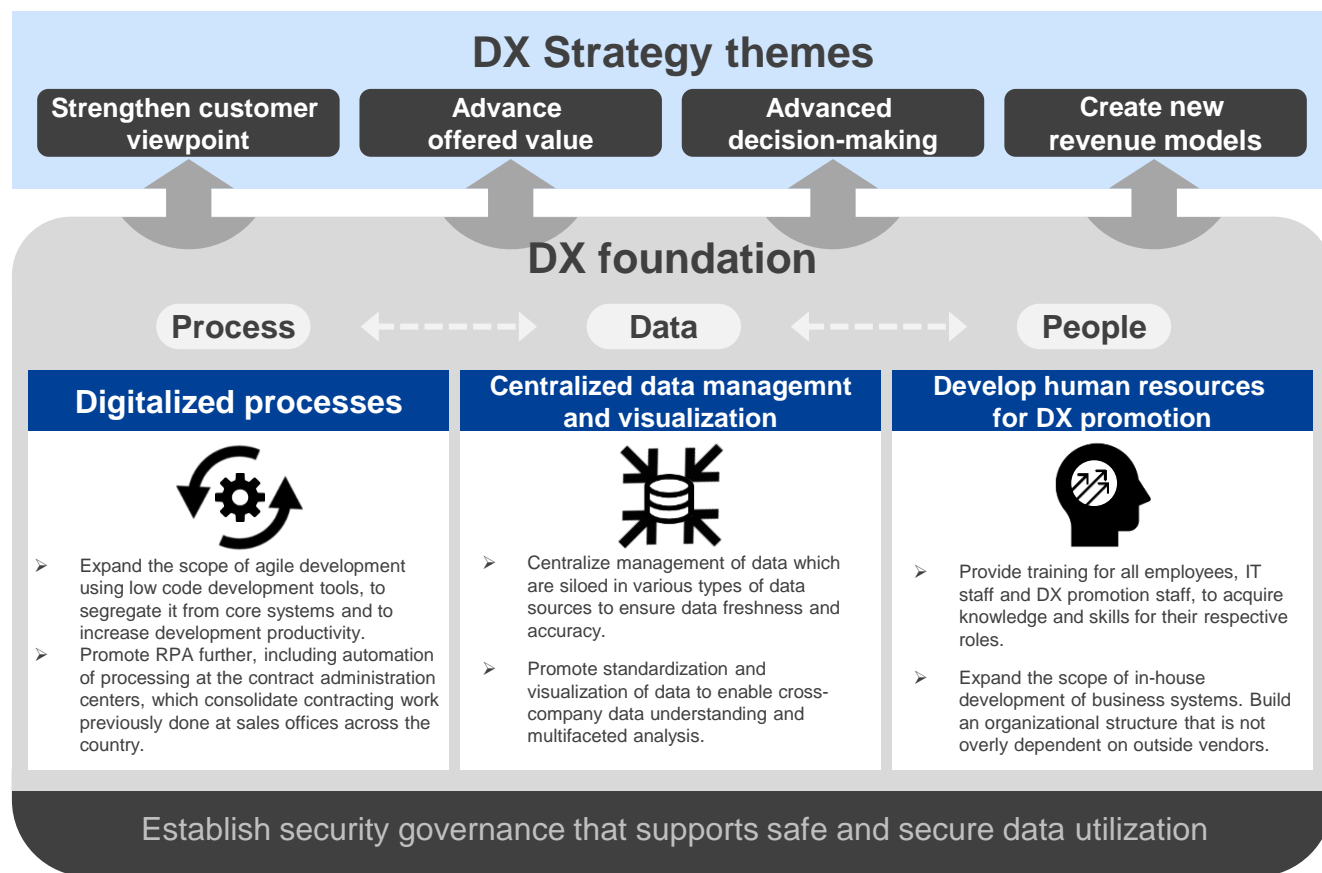 DX Strategy themes
Strengthen customer
viewpoint
Advance
offered value
Advanced
decision-making
Create new
revenue models
DX foundation
Process
Data
People
Digitalized processes
➢ Expand the scope of agile development
using low code development tools, to
segregate it from core systems and to
increase development productivity.
➢ Promote RPA further, including automation
of processing at the contract administration
centers, which consolidate contracting work
previously done at sales offices across the
country.
Centralized data managemnt
and visualization
➢ Centralize management of data which
are siloed in various types of data
sources to ensure data freshness and
accuracy.
➢ Promote standardization and
visualization of data to enable cross-
company data understanding and
multifaceted analysis.
Develop human resources
for DX promotion
➢ Provide training for all employees, IT
staff and DX promotion staff, to acquire
knowledge and skills for their respective
roles.
➢ Expand the scope of in-house
development of business systems. Build
an organizational structure that is not
overly dependent on outside vendors.
Establish security governance that supports safe and secure data utilization